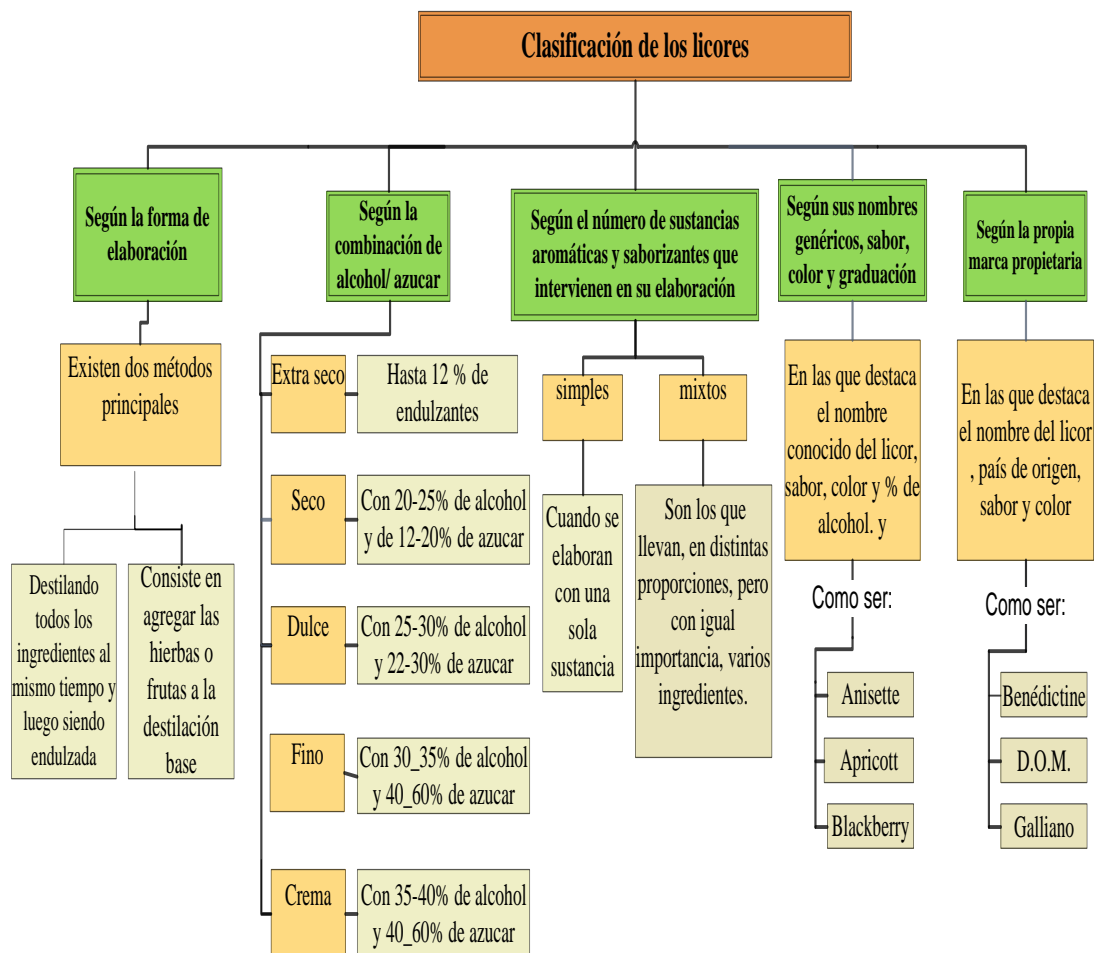 Clasificación de los licores
Según la forma de
elaboración
Existen dos métodos
principales
Destilando
todos los
ingredientes al
mismo tiempo y
luego siendo
endulzada
Consiste en
agregar las
hierbas o
frutas a la
destilación
base
Según la
combinación de
alcohol/ azucar
Extra seco
Hasta 12 % de
endulzantes
Seco
Con 20-25% de alcohol
y de 12-20% de azucar
Dulce
Con 25-30% de alcohol
y 22-30% de azucar
Fino
Con 30_35% de alcohol
y 40_60% de azucar
Crema
Con 35-40% de alcohol
y 40_60% de azucar
Según el número de sustancias
aromáticas y saborizantes que
intervienen en su elaboración
simples
Cuando se
elaboran
con una
sola
sustancia
mixtos
Son los que
llevan, en distintas
proporciones, pero
con igual
importancia, varios
ingredientes.
Según sus nombres
genéricos, sabor,
color y graduación
En las que destaca
el nombre
conocido del licor,
sabor, color y % de
alcohol. y
Como ser:
Anisette
Apricott
Blackberry
Según la propia
marca propietaria
En las que destaca
el nombre del licor
, país de origen,
sabor y color
Como ser:
Benédictine
D.O.M.
Galliano